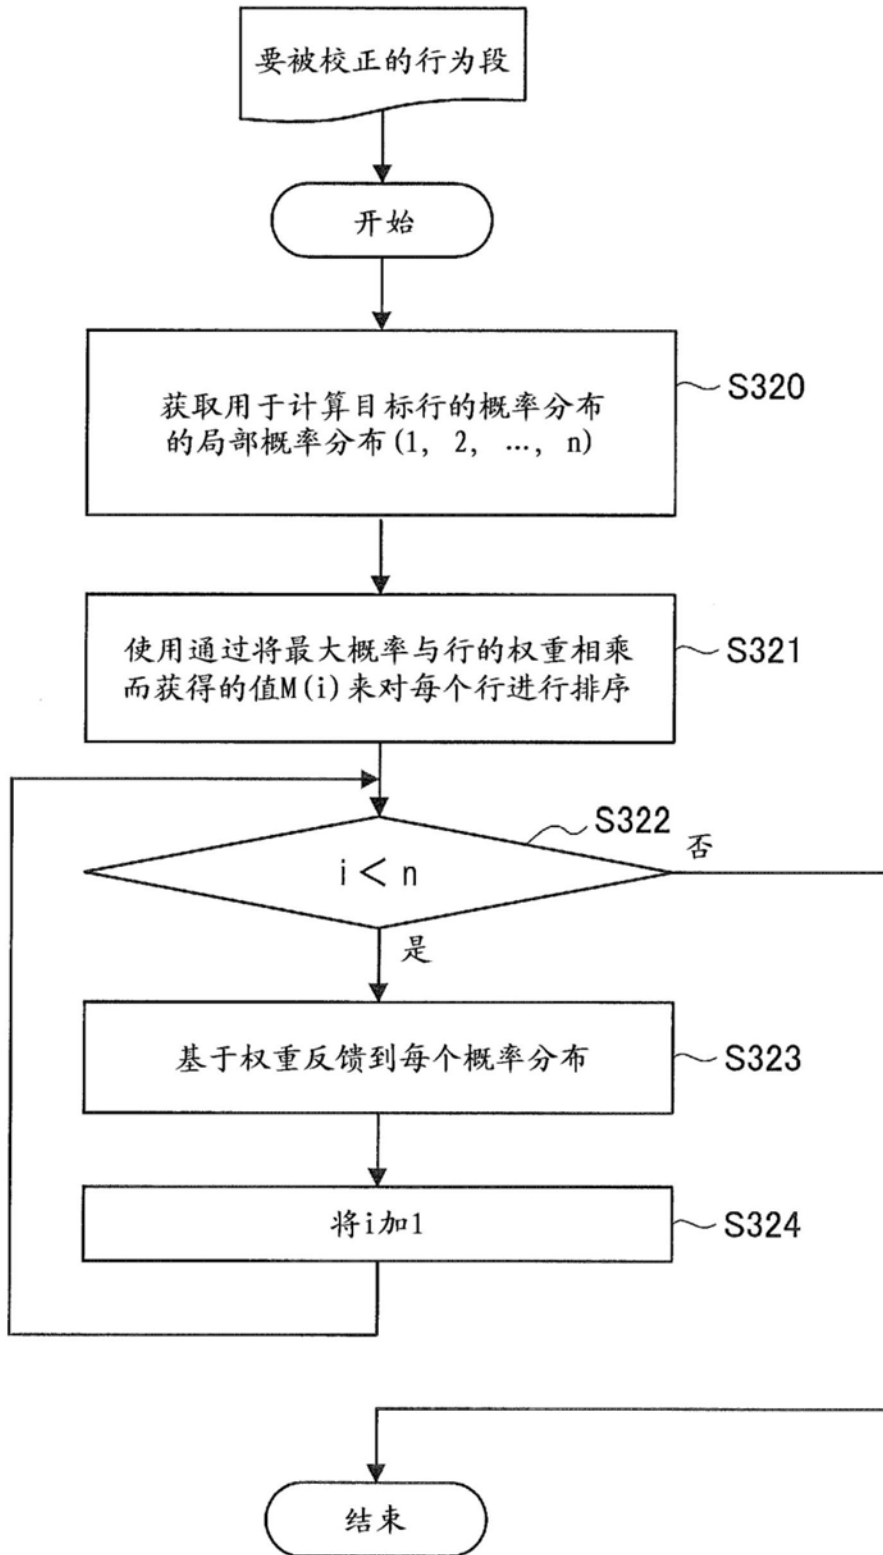 要被校正的行为段
开始
获取用于计算目标行的概率分布
的局部概率分布(1, 2, ..., n)
S320
使用通过将最大概率与行的权重相乘
而获得的值M(i)来对每个行进行排序
S321
S322
否
i < n
是
基于权重反馈到每个概率分布
S323
将i加1
S324
结束